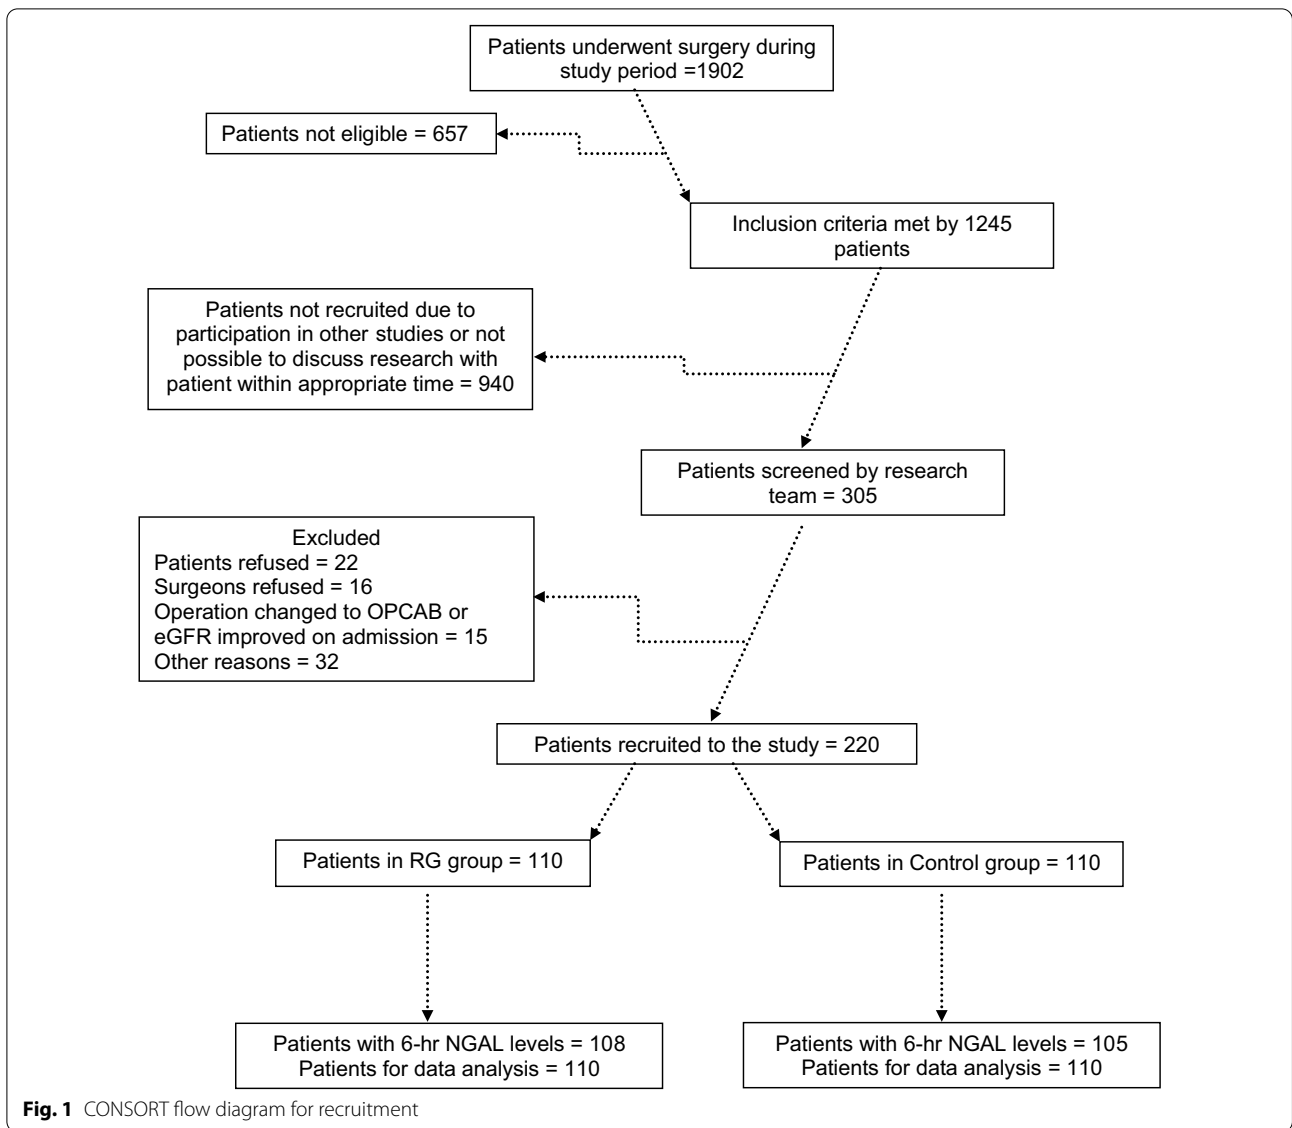 Patients underwent surgery during
study period =1902
Patients not eligible = 657
Inclusion criteria met by 1245
patients
Patients not recruited due to
participation in other studies or not
possible to discuss research with
patient within appropriate time = 940
Patients screened by research
team = 305
Excluded
Patients refused = 22
Surgeons refused = 16
Operation changed to OPCAB or
eGFR improved on admission = 15
Other reasons = 32
Patients recruited to the study = 220
Patients in RG group = 110
Patients in Control group = 110
Patients with 6-hr NGAL levels = 108
Patients for data analysis = 110
Patients with 6-hr NGAL levels = 105
Patients for data analysis = 110
Fig. 1 CONSORT flow diagram for recruitment